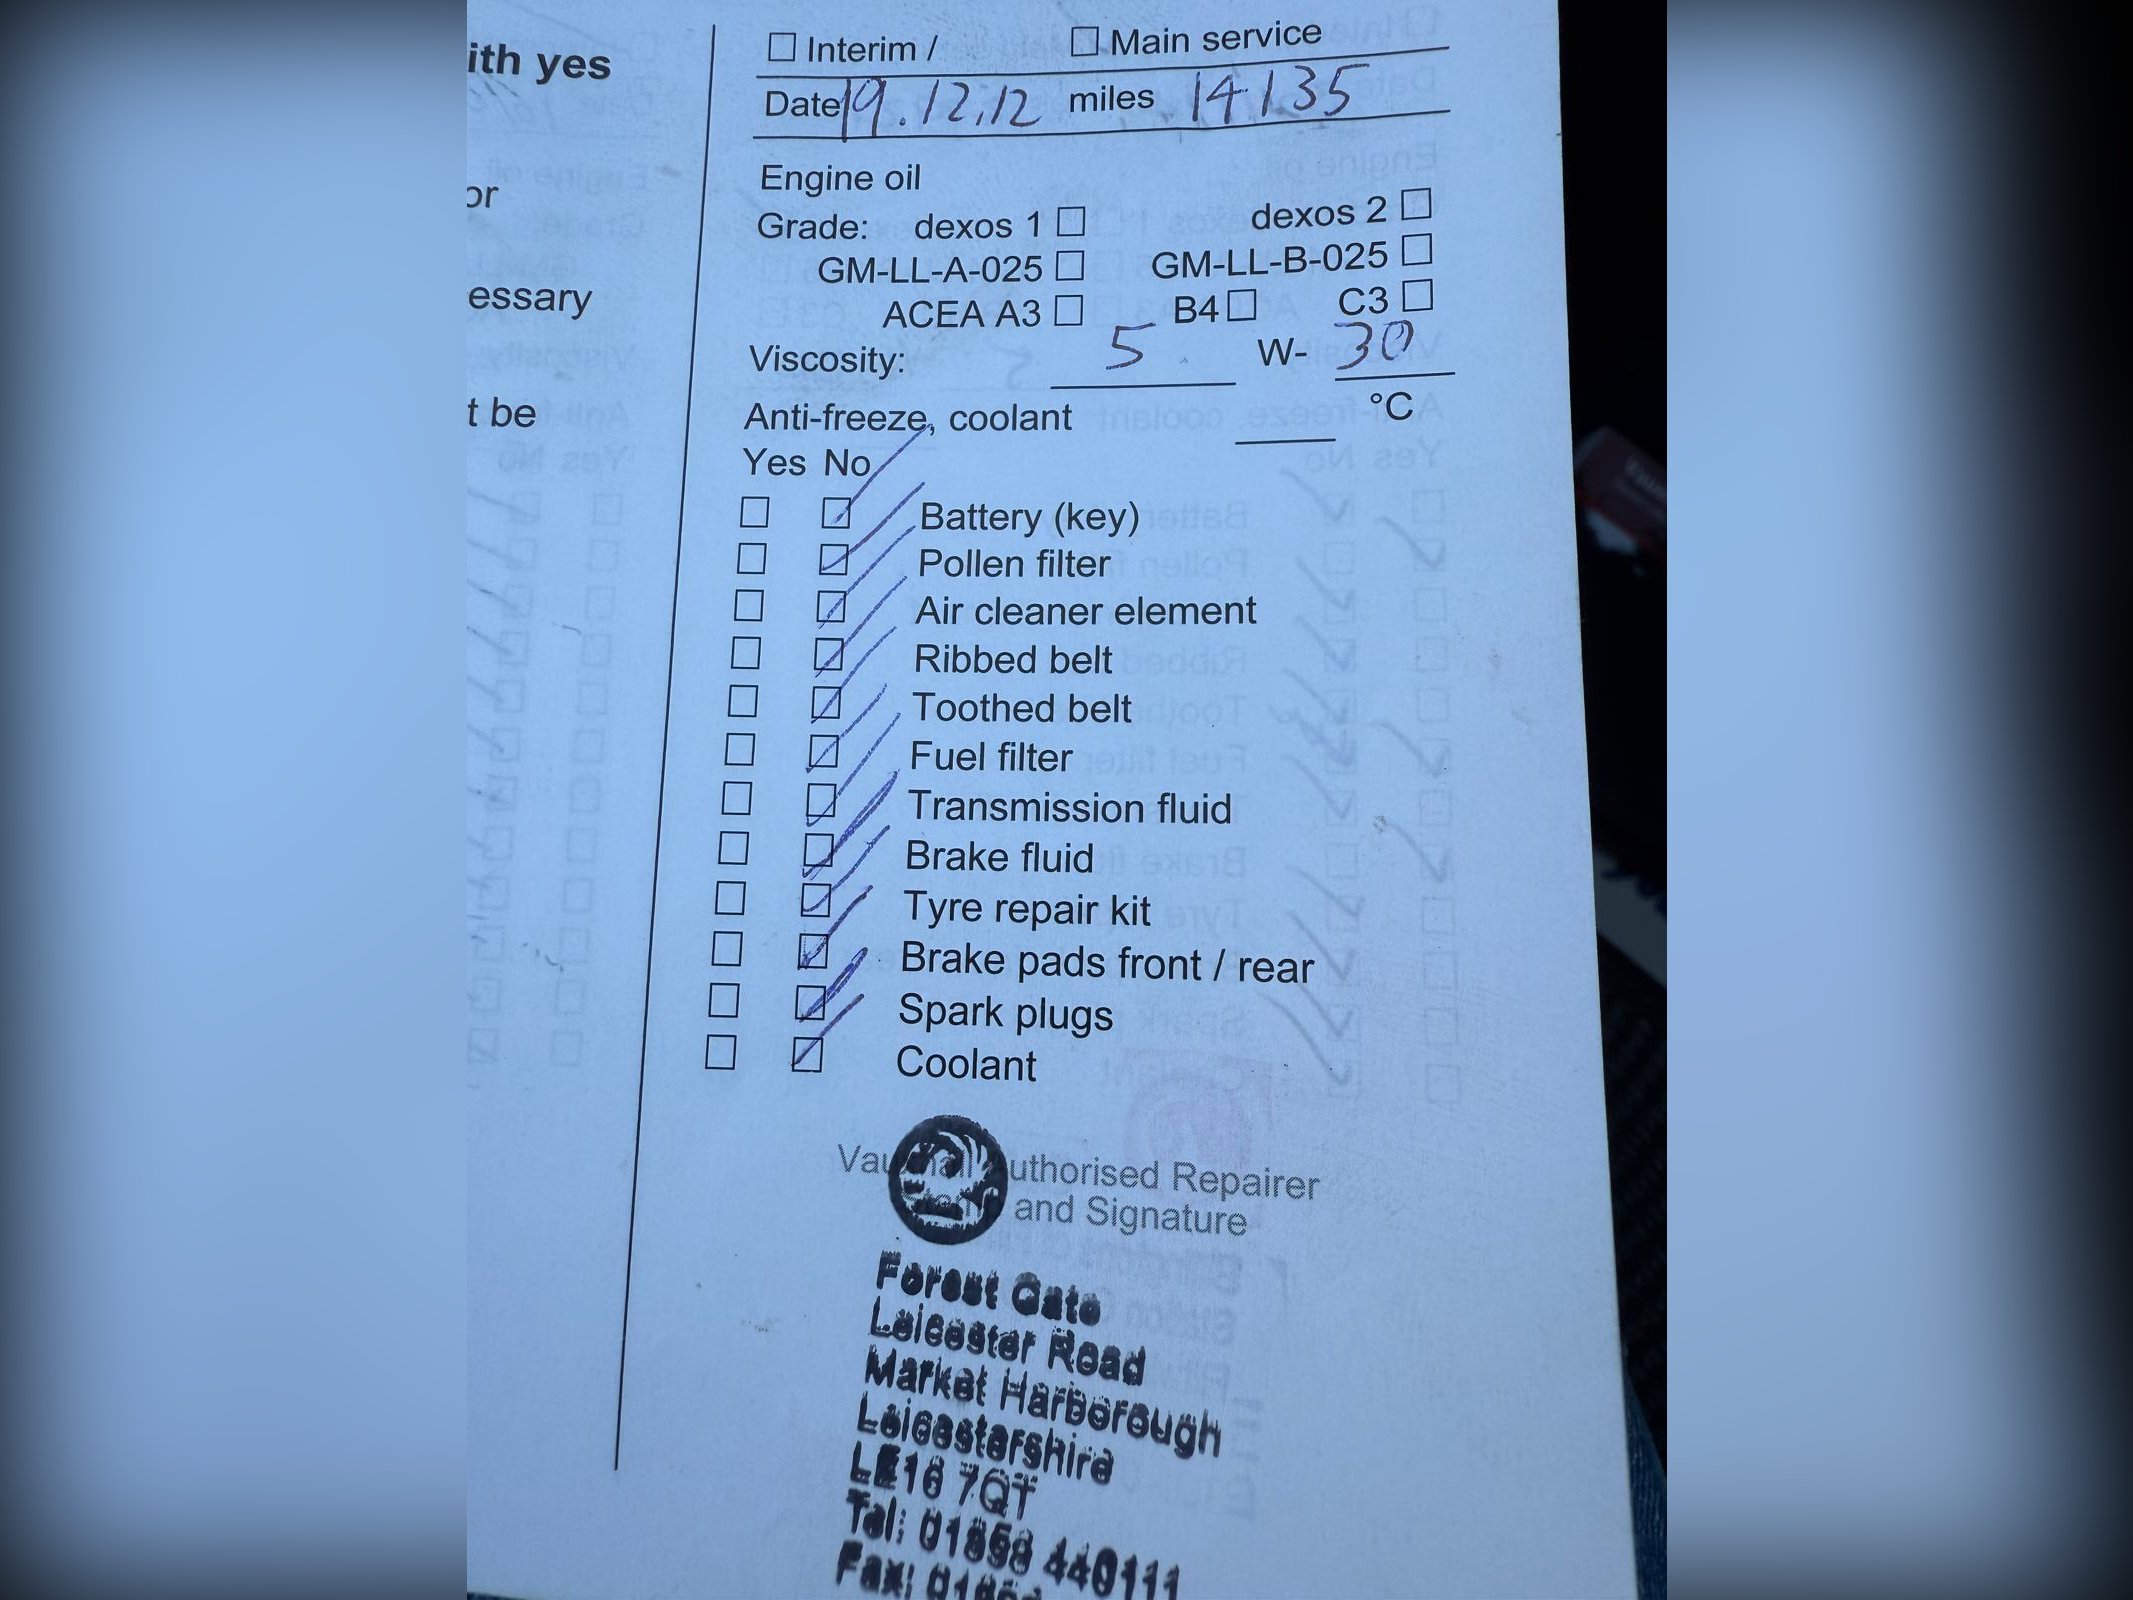 ith yes
or
essary
t be
☐ Interim / ☐ Main service
Date 19.12.12 miles 14135
Engine oil
Grade: dexos 1 ☐ dexos 2 ☐
GM-LL-A-025 ☐ GM-LL-B-025 ☐
ACEA A3 ☐ B4 ☐ C3 ☐
Viscosity: 5 W- 30
Anti-freeze, coolant °C
Yes No
Battery (key)
Pollen filter
Air cleaner element
Ribbed belt
Toothed belt
Fuel filter
Transmission fluid
Brake fluid
Tyre repair kit
Brake pads front / rear
Spark plugs
Coolant
Authorised Repairer
and Signature
Forest Gate
Leicester Road
Market Harborough
Leicestershire
LE16 7QT
Tel: 01858 440111
Fax: